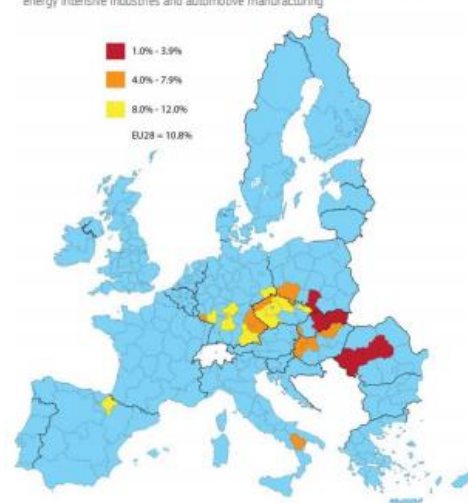 energy intensive industries and automotive manufacturing
1.0% - 3.9%
4.0% - 7.9%
8.0% - 12.0%
EU28 = 10.8%